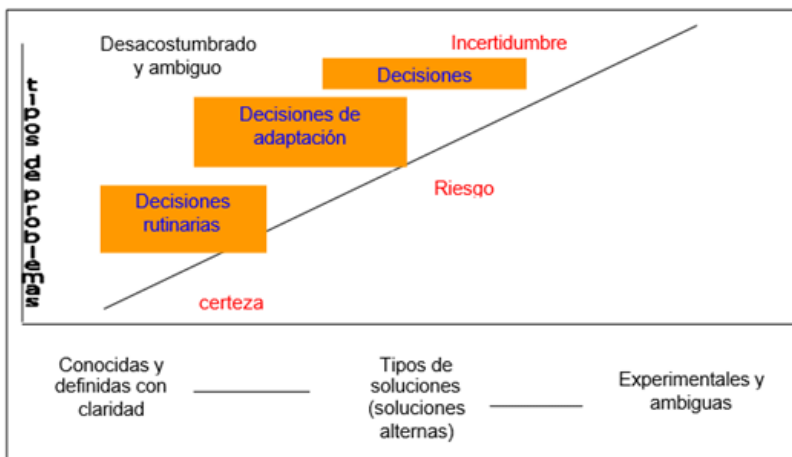 Desacostumbrado
y ambiguo
Incertidumbre
Decisiones
Decisiones de
adaptación
tipos de problemas
Riesgo
Decisiones
rutinarias
certeza
Conocidas y
definidas con
claridad
Tipos de
soluciones
(soluciones
alternas)
Experimentales y
ambiguas